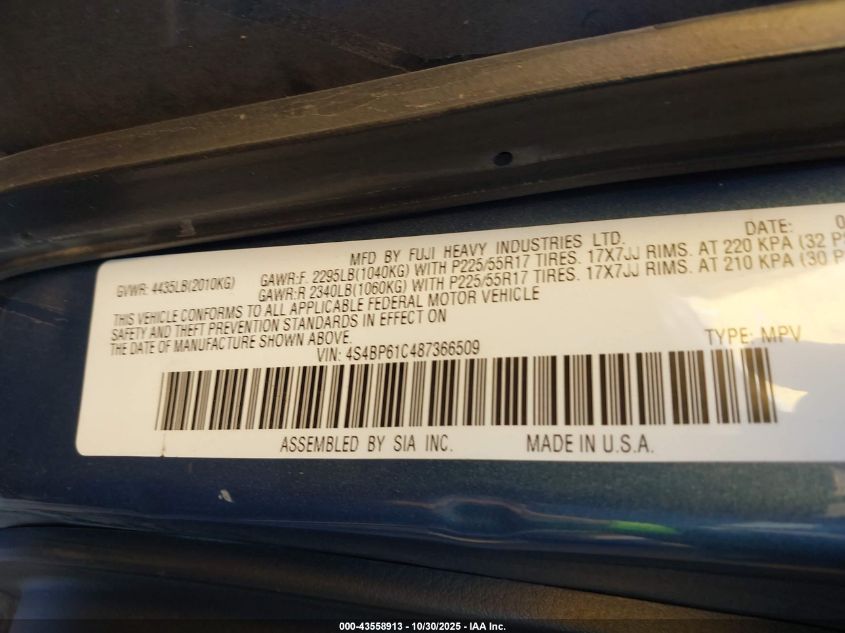 MFD BY FUJI HEAVY INDUSTRIES LTD. DATE: 0
GVWR: 4435LB(2010KG) GAWR:F 2295LB(1040KG) WITH P225/55R17 TIRES. 17X7JJ RIMS. AT 220 KPA (32 P
GAWR:R 2340LB(1060KG) WITH P225/55R17 TIRES. 17X7JJ RIMS. AT 210 KPA (30 P
THIS VEHICLE CONFORMS TO ALL APPLICABLE FEDERAL MOTOR VEHICLE
SAFETY AND THEFT PREVENTION STANDARDS IN EFFECT ON
THE DATE OF MANUFACTURE SHOWN ABOVE.
VIN: 4S4BP61C487366509 TYPE: MPV
ASSEMBLED BY SIA INC. MADE IN U.S.A.
000-43558913 - 10/30/2025 - IAA Inc.